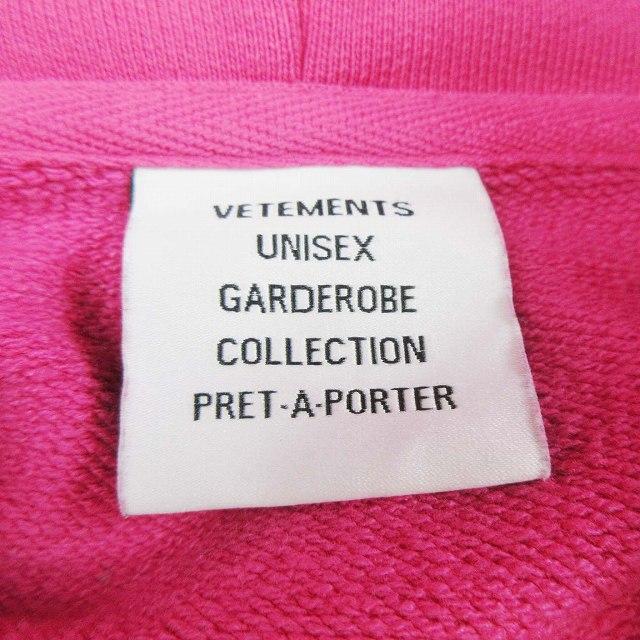 VETEMENTS
UNISEX
GARDEROBE
COLLECTION
PRET-A-PORTER